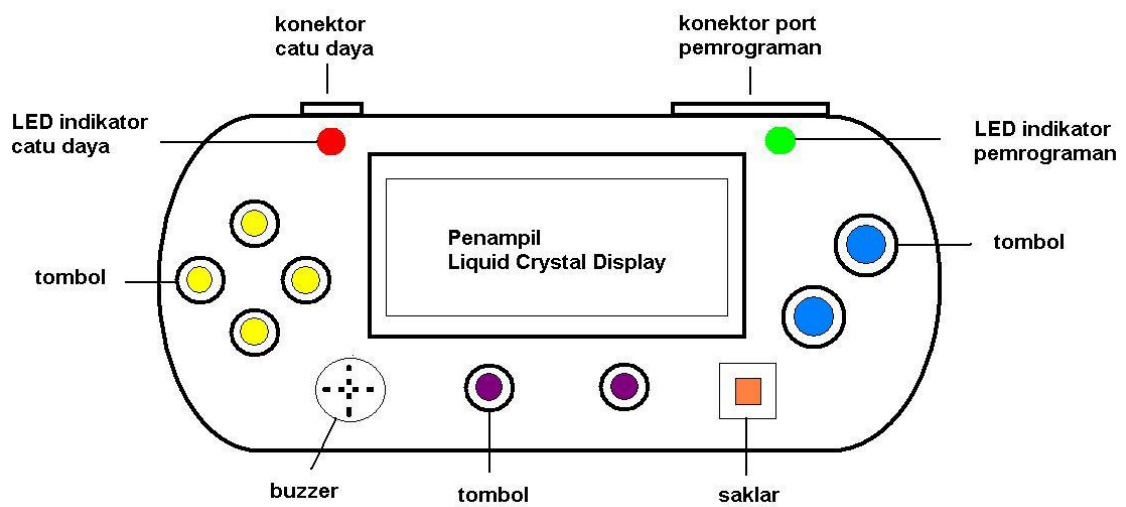 konektor
catu daya
konektor port
pemrograman
LED indikator
catu daya
LED indikator
pemrograman
Penampil
Liquid Crystal Display
tombol
tombol
buzzer
tombol
saklar